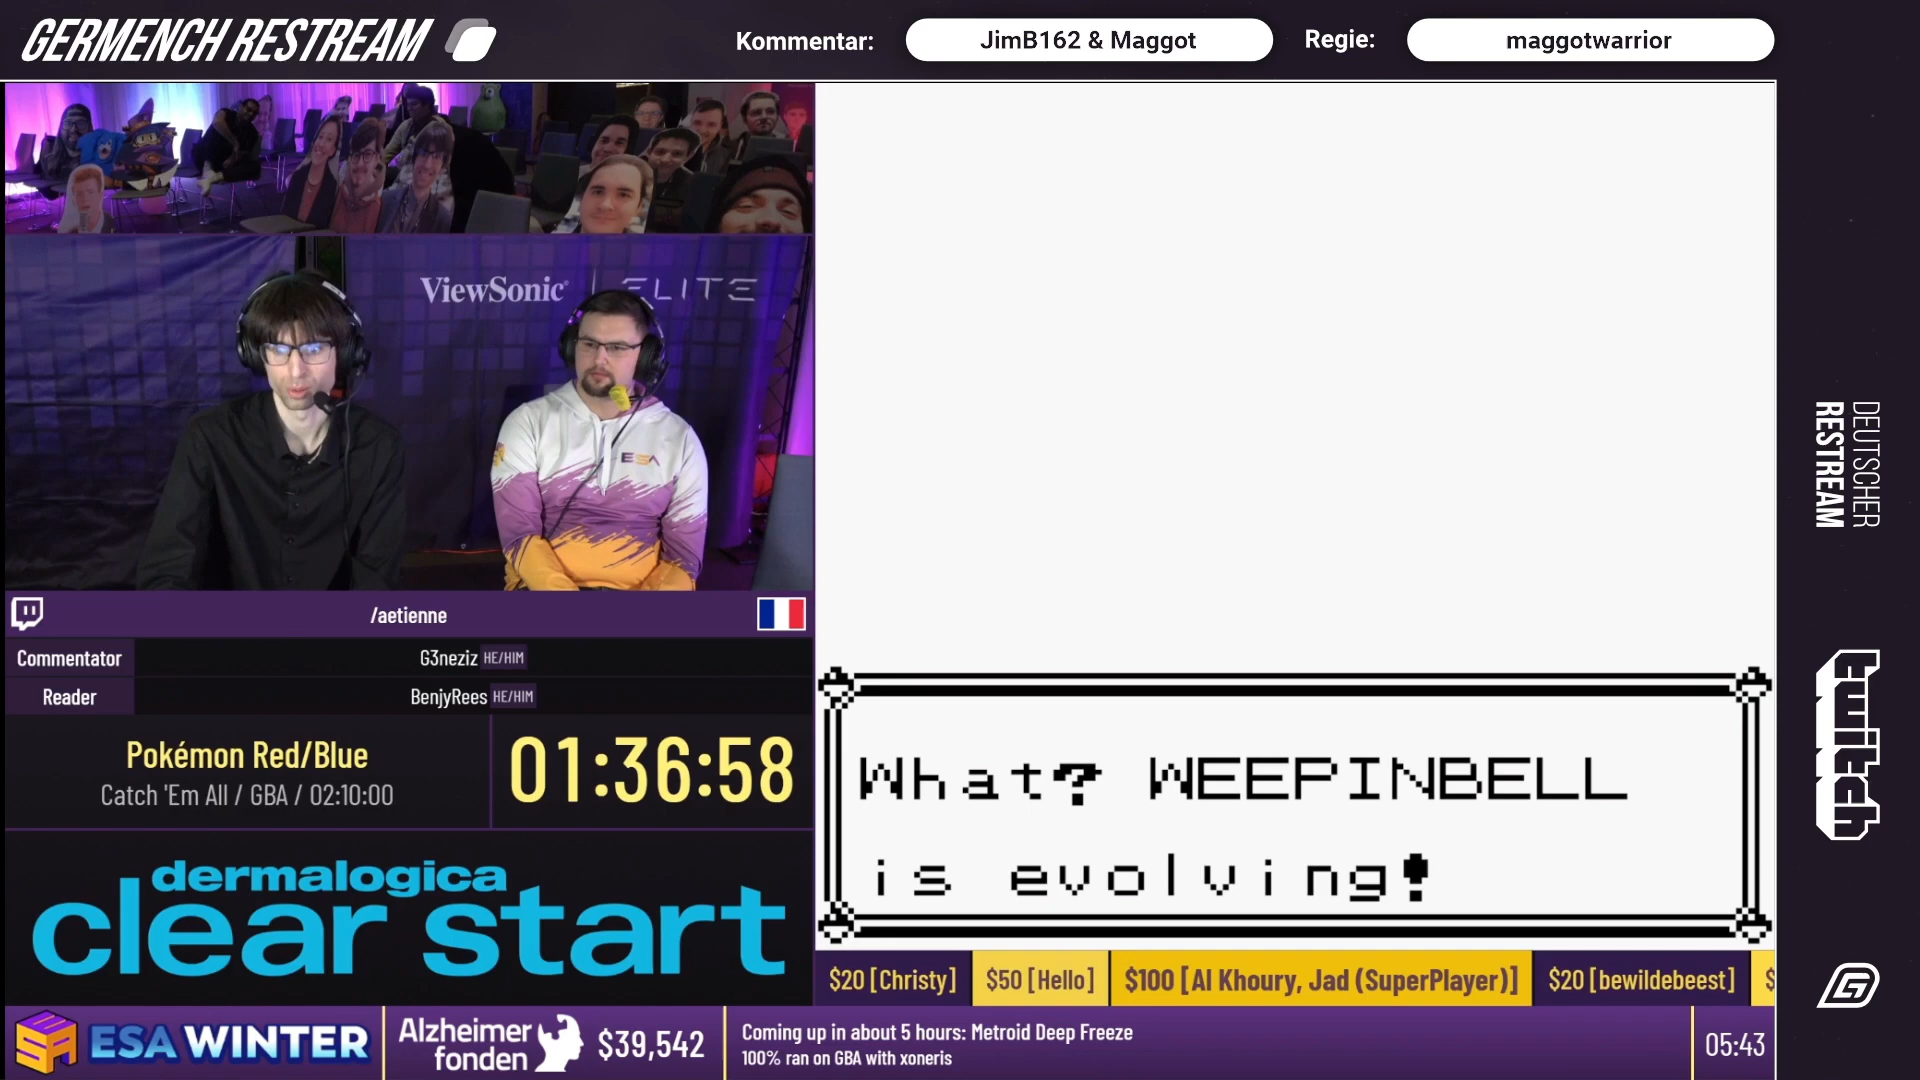 GERMENCH RESTREAM
Kommentar:
JimB162 & Maggot
Regie:
maggotwarrior
ViewSonic | ELITE
ESA
/aetienne
Commentator
G3neziz HE/HIM
Reader
BenjyRees HE/HIM
Pokémon Red/Blue
Catch 'Em All / GBA / 02:10:00
01:36:58
dermalogica
clear start
What? WEEPINBELL
is evolving!
$20 [Christy]
$50 [Hello]
$100 [Al Khoury, Jad (SuperPlayer)]
$20 [bewildebeest]
$
ESA WINTER
Alzheimer
fonden
$39,542
Coming up in about 5 hours: Metroid Deep Freeze
100% ran on GBA with xoneris
05:43
DEUTSCHER
RESTREAM
twitch